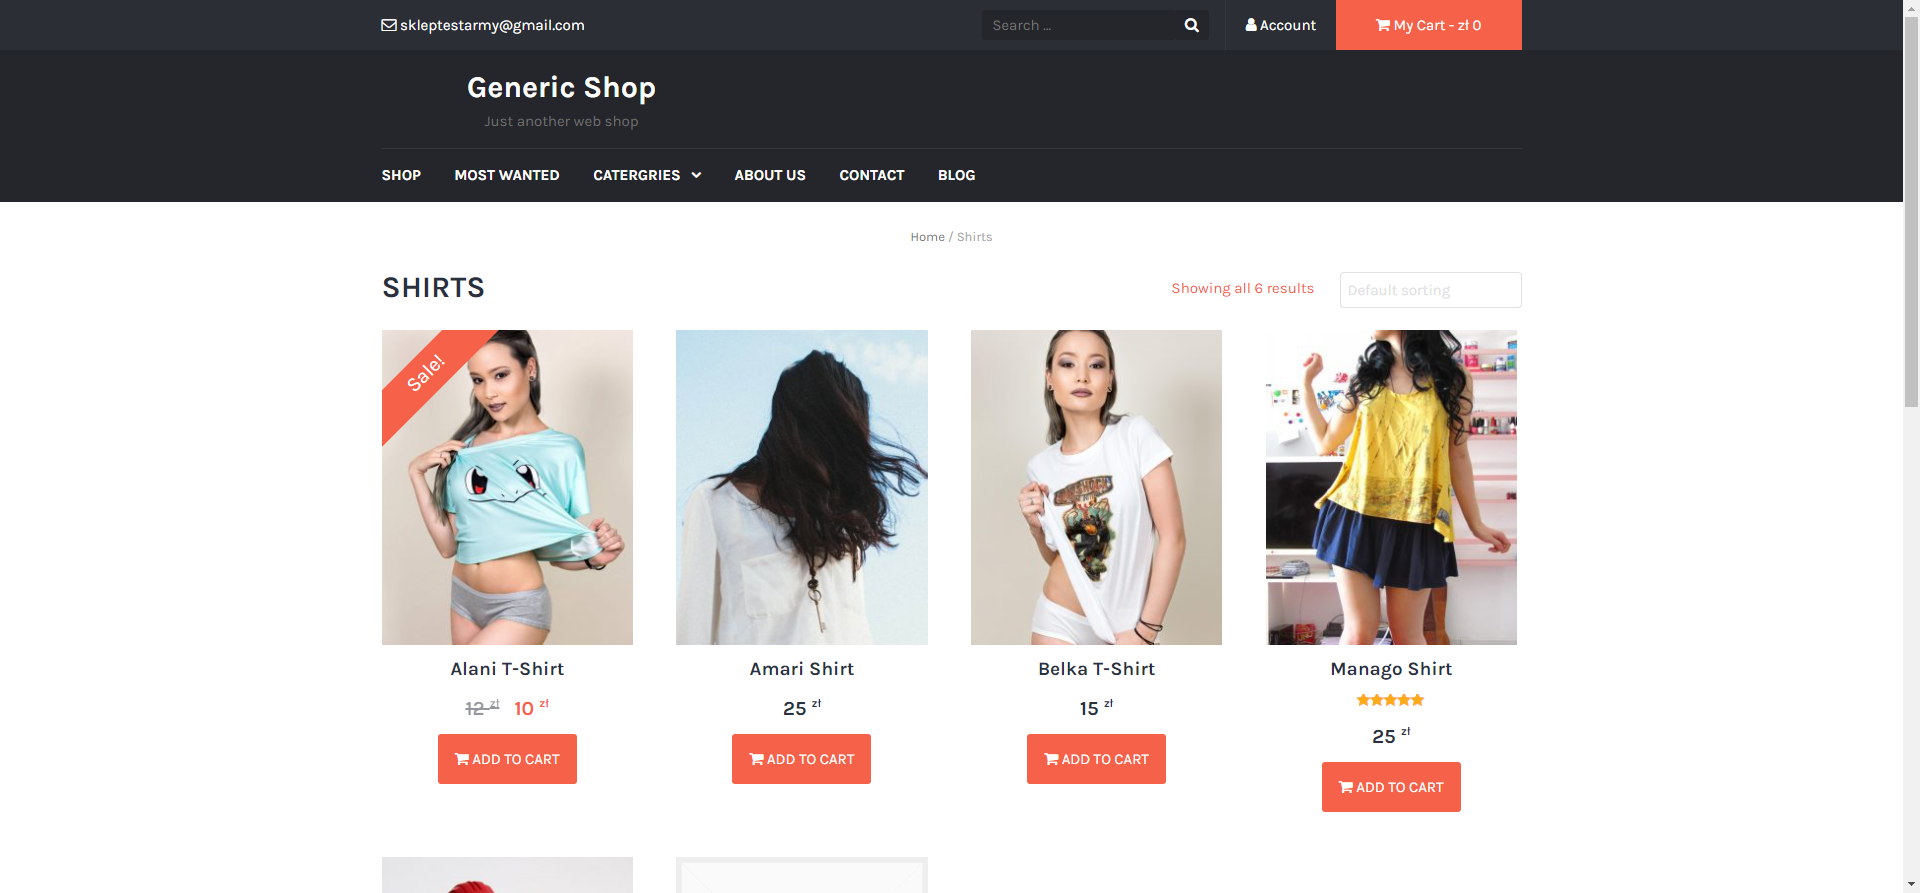 skleptestarmy@gmail.com
Search ...
Account
My Cart - zł 0
Generic Shop
Just another web shop
SHOP MOST WANTED CATERGRIES ABOUT US CONTACT BLOG
Home / Shirts
SHIRTS
Showing all 6 results
Default sorting
Sale!
Alani T-Shirt
12 zł 10 zł
ADD TO CART
Amari Shirt
25 zł
ADD TO CART
Belka T-Shirt
15 zł
ADD TO CART
Manago Shirt
25 zł
ADD TO CART